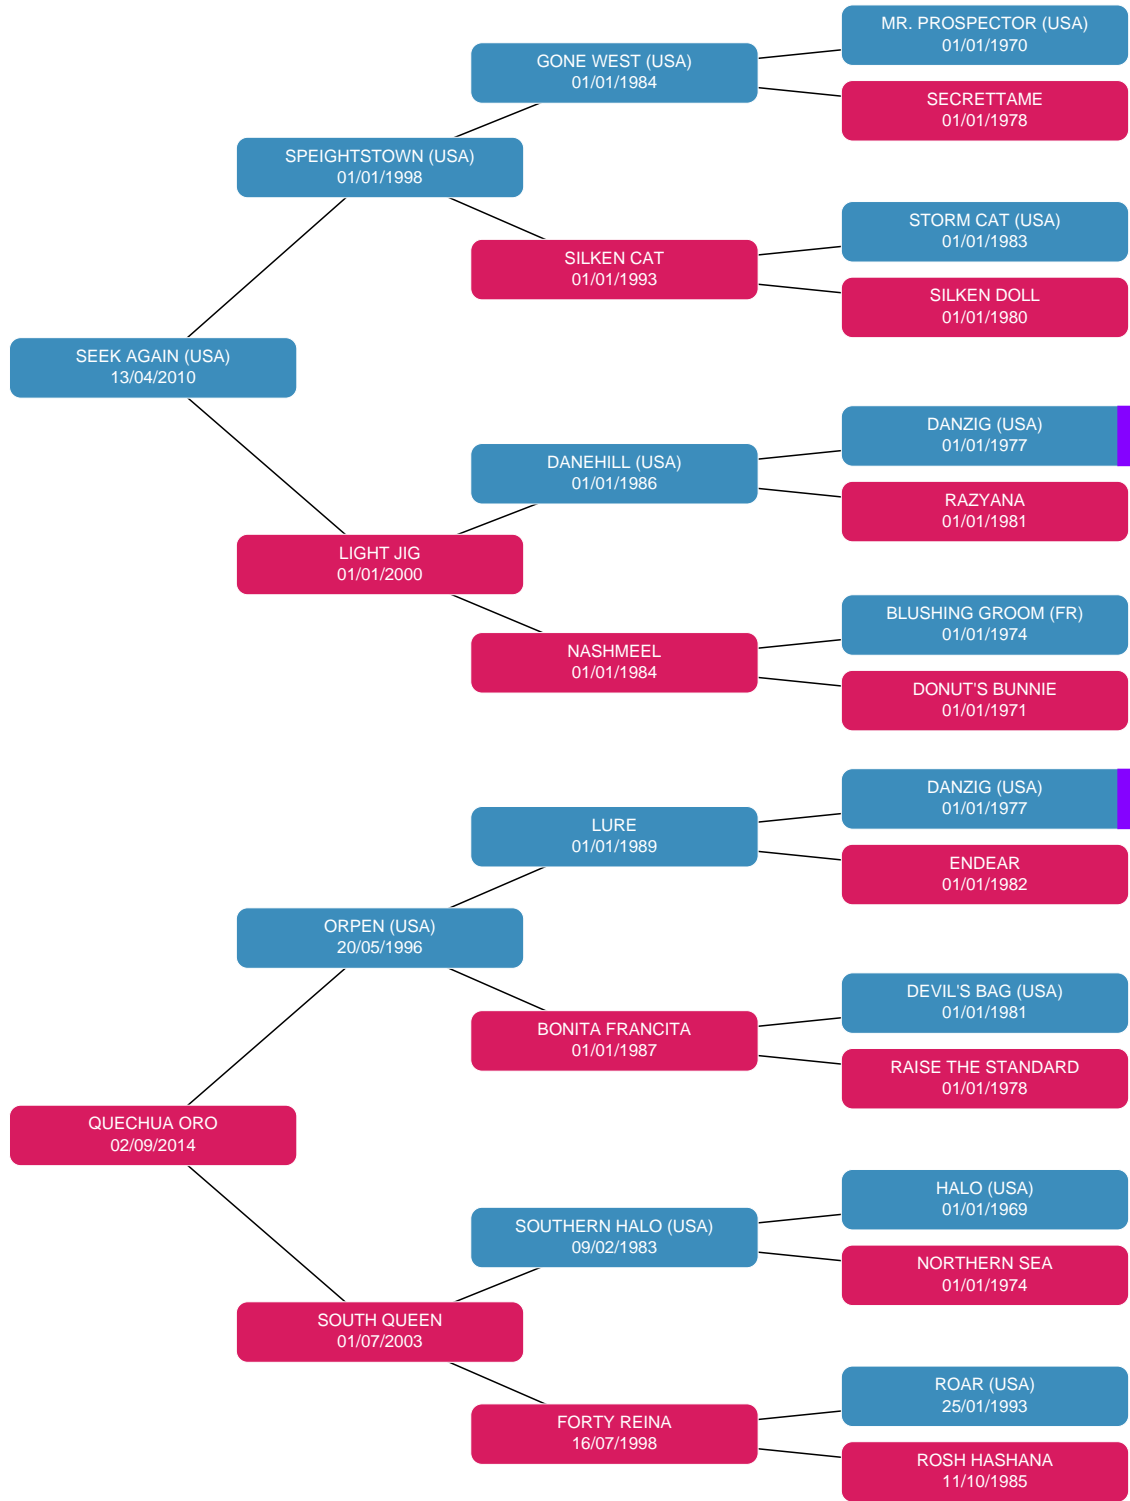 MR. PROSPECTOR (USA)
01/01/1970
GONE WEST (USA)
01/01/1984
SECRETTAME
01/01/1978
SPEIGHTSTOWN (USA)
01/01/1998
STORM CAT (USA)
01/01/1983
SILKEN CAT
01/01/1993
SILKEN DOLL
01/01/1980
SEEK AGAIN (USA)
13/04/2010
DANZIG (USA)
01/01/1977
DANEHILL (USA)
01/01/1986
RAZYANA
01/01/1981
LIGHT JIG
01/01/2000
BLUSHING GROOM (FR)
01/01/1974
NASHMEEL
01/01/1984
DONUT'S BUNNIE
01/01/1971
DANZIG (USA)
01/01/1977
LURE
01/01/1989
ENDEAR
01/01/1982
ORPEN (USA)
20/05/1996
DEVIL'S BAG (USA)
01/01/1981
BONITA FRANCITA
01/01/1987
RAISE THE STANDARD
01/01/1978
QUECHUA ORO
02/09/2014
HALO (USA)
01/01/1969
SOUTHERN HALO (USA)
09/02/1983
NORTHERN SEA
01/01/1974
SOUTH QUEEN
01/07/2003
ROAR (USA)
25/01/1993
FORTY REINA
16/07/1998
ROSH HASHANA
11/10/1985